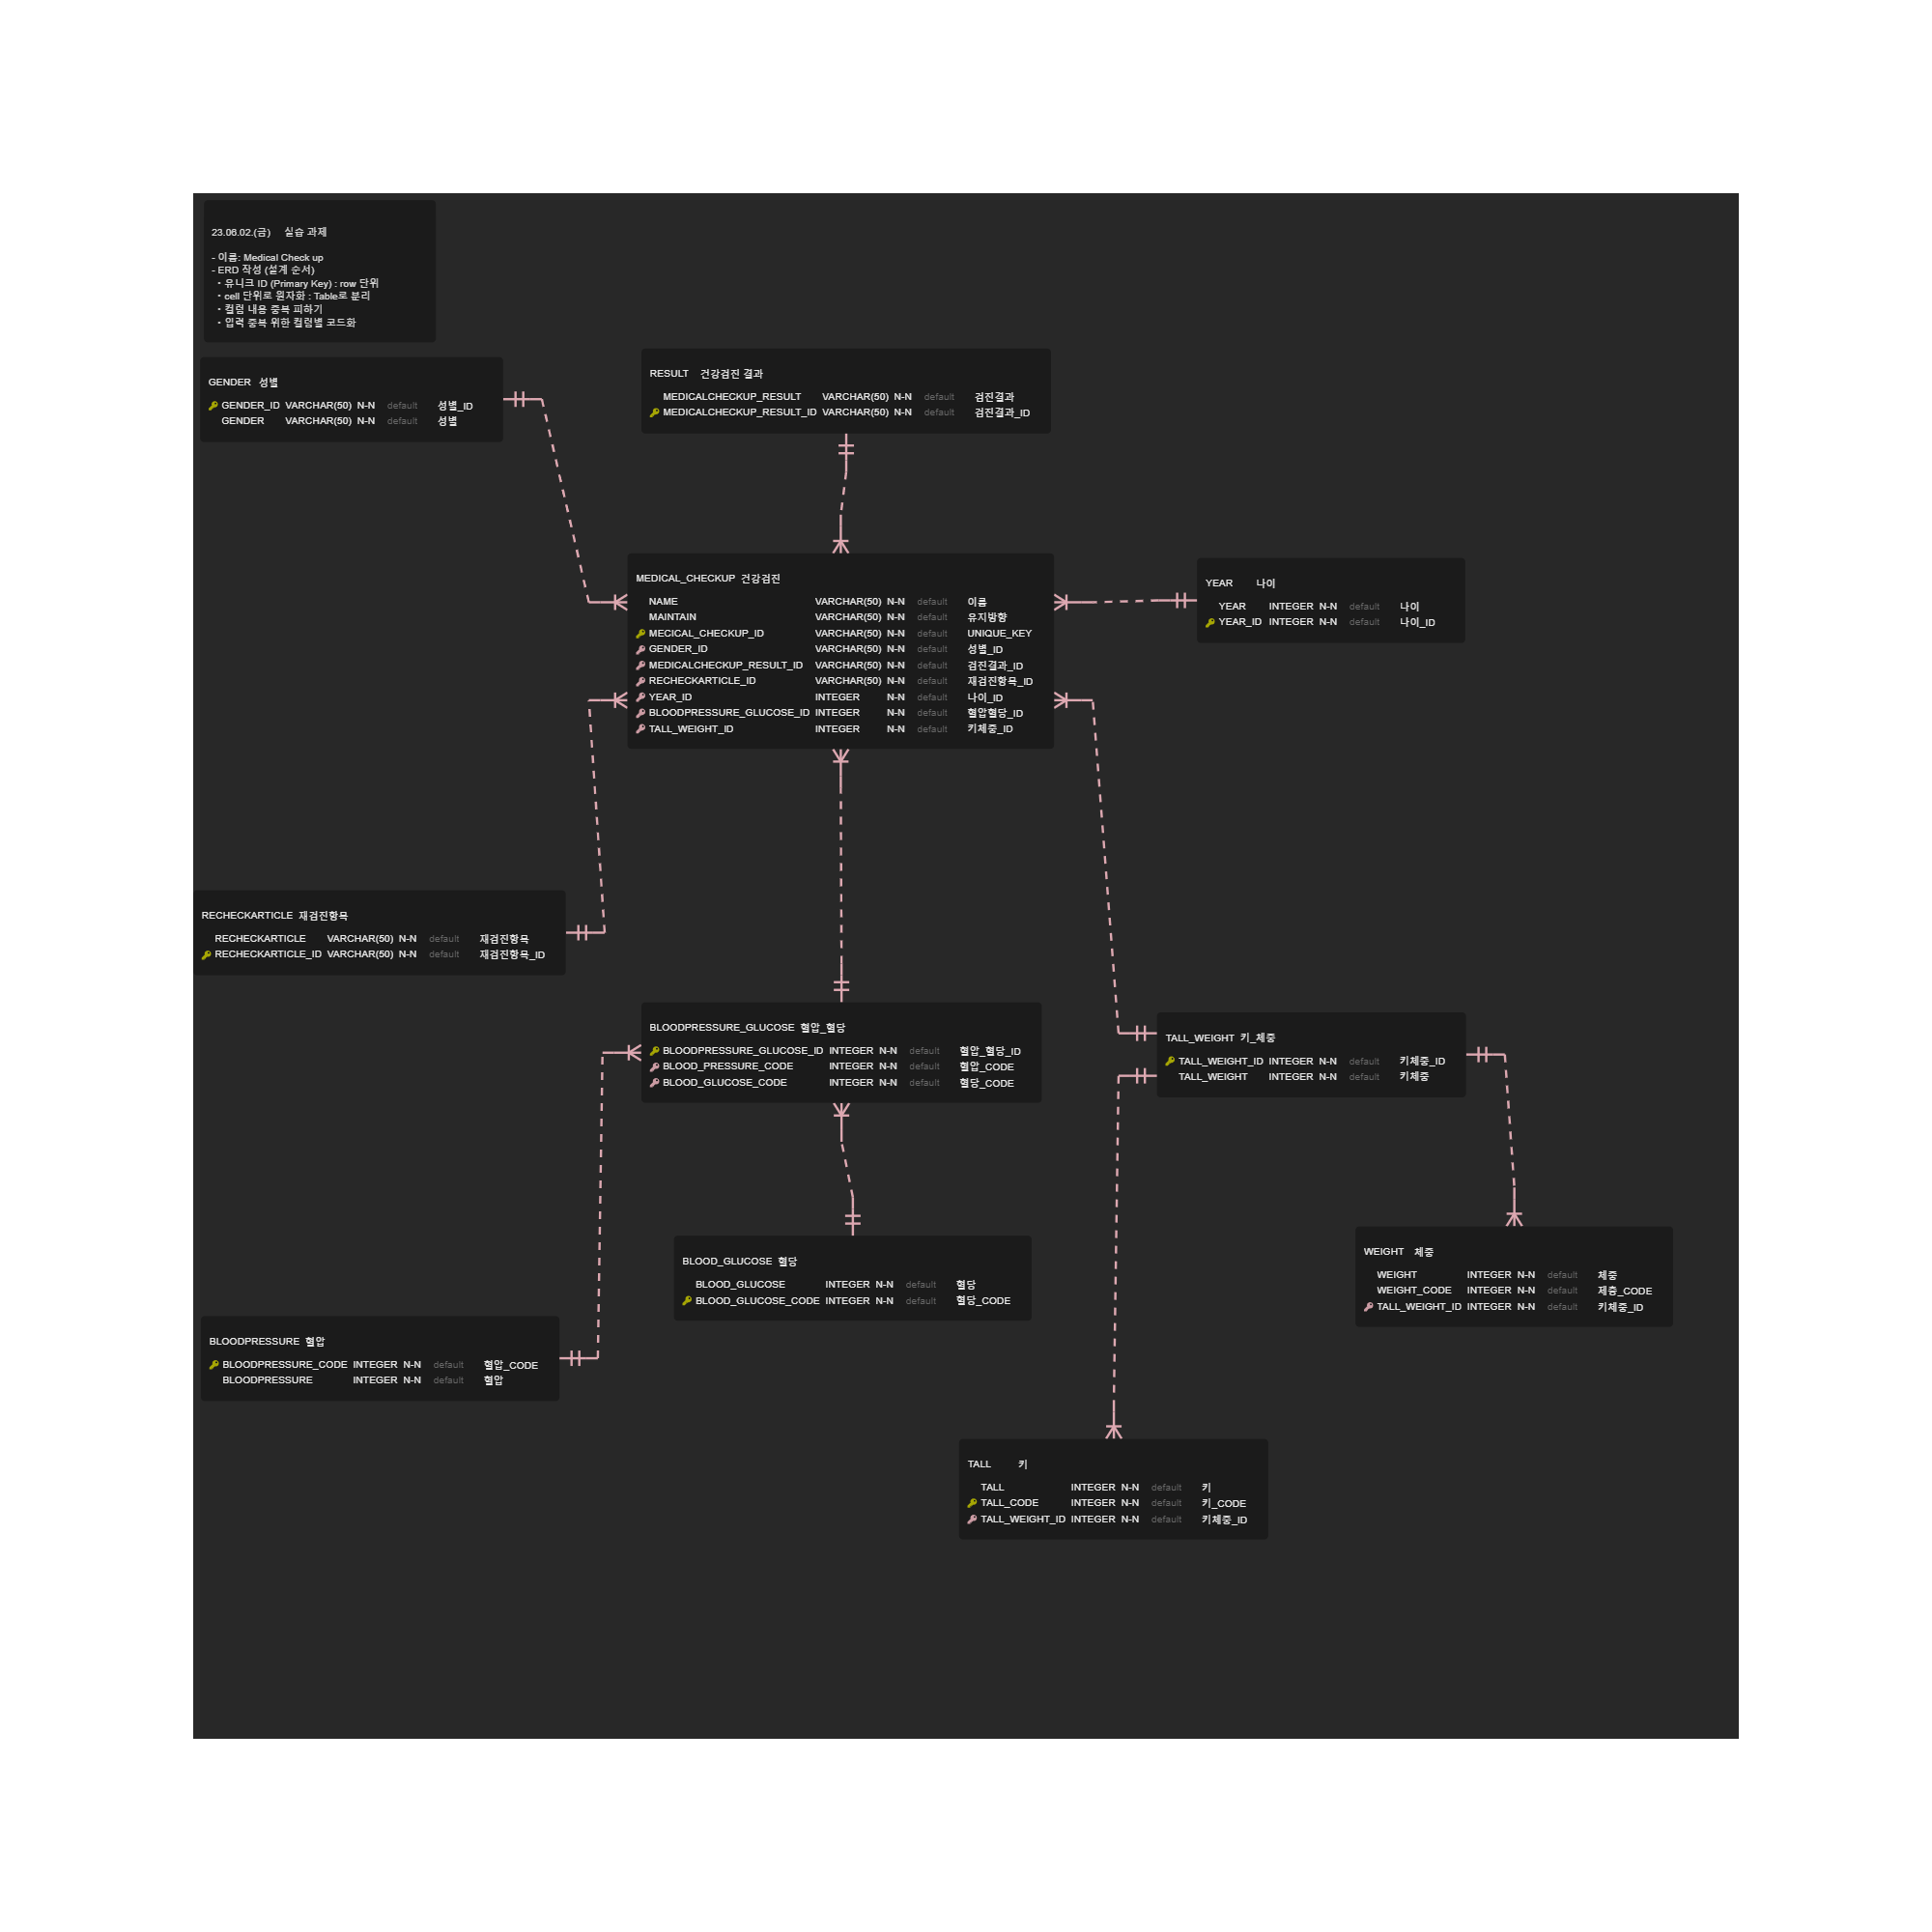 23.06.02.(금) 실습 과제
- 이름: Medical Check up
- ERD 작성 (설계 순서)
• 유니크 ID (Primary Key) : row 단위
• cell 단위로 원자화 : Table로 분리
• 컬럼 내용 중복 피하기
• 입력 중복 위한 컬럼별 코드화
GENDER 성별
GENDER_ID VARCHAR(50) N-N default 성별_ID
GENDER VARCHAR(50) N-N default 성별
RESULT 건강검진 결과
MEDICALCHECKUP_RESULT VARCHAR(50) N-N default 검진결과
MEDICALCHECKUP_RESULT_ID VARCHAR(50) N-N default 검진결과_ID
MEDICAL_CHECKUP 건강검진
NAME VARCHAR(50) N-N default 이름
MAINTAIN VARCHAR(50) N-N default 유지방향
MECICAL_CHECKUP_ID VARCHAR(50) N-N default UNIQUE_KEY
GENDER_ID VARCHAR(50) N-N default 성별_ID
MEDICALCHECKUP_RESULT_ID VARCHAR(50) N-N default 검진결과_ID
RECHECKARTICLE_ID VARCHAR(50) N-N default 재검진항목_ID
YEAR_ID INTEGER N-N default 나이_ID
BLOODPRESSURE_GLUCOSE_ID INTEGER N-N default 혈압혈당_ID
TALL_WEIGHT_ID INTEGER N-N default 키체중_ID
YEAR 나이
YEAR INTEGER N-N default 나이
YEAR_ID INTEGER N-N default 나이_ID
RECHECKARTICLE 재검진항목
RECHECKARTICLE VARCHAR(50) N-N default 재검진항목
RECHECKARTICLE_ID VARCHAR(50) N-N default 재검진항목_ID
BLOODPRESSURE_GLUCOSE 혈압_혈당
BLOODPRESSURE_GLUCOSE_ID INTEGER N-N default 혈압_혈당_ID
BLOOD_PRESSURE_CODE INTEGER N-N default 혈압_CODE
BLOOD_GLUCOSE_CODE INTEGER N-N default 혈당_CODE
TALL_WEIGHT 키_체중
TALL_WEIGHT_ID INTEGER N-N default 키체중_ID
TALL_WEIGHT INTEGER N-N default 키체중
BLOOD_GLUCOSE 혈당
BLOOD_GLUCOSE INTEGER N-N default 혈당
BLOOD_GLUCOSE_CODE INTEGER N-N default 혈당_CODE
WEIGHT 체중
WEIGHT INTEGER N-N default 체중
WEIGHT_CODE INTEGER N-N default 제층_CODE
TALL_WEIGHT_ID INTEGER N-N default 키체중_ID
BLOODPRESSURE 혈압
BLOODPRESSURE_CODE INTEGER N-N default 혈압_CODE
BLOODPRESSURE INTEGER N-N default 혈압
TALL 키
TALL INTEGER N-N default 키
TALL_CODE INTEGER N-N default 키_CODE
TALL_WEIGHT_ID INTEGER N-N default 키체중_ID